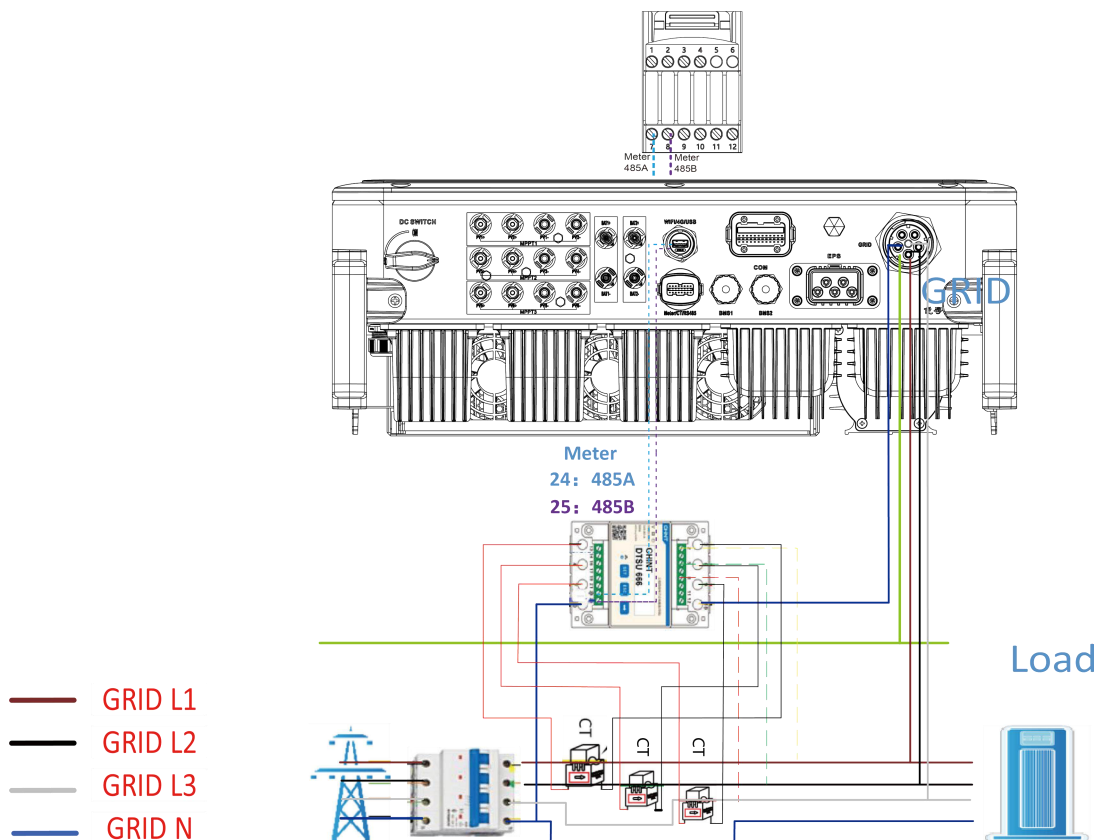 1 2 3 4 5 6
7 8 9 10 11 12
Meter
485A
Meter
485B
DC SWITCH
MPPT1
MPPT2
MPPT3
WIFI/4G/USB
Meter/CT/RS485
BMS1
BMS2
COM
EPS
GRID
GRID
Meter
24：485A
25：485B
CHINT
DTSU 666
Load
GRID L1
GRID L2
GRID L3
GRID N
CT
CT
CT